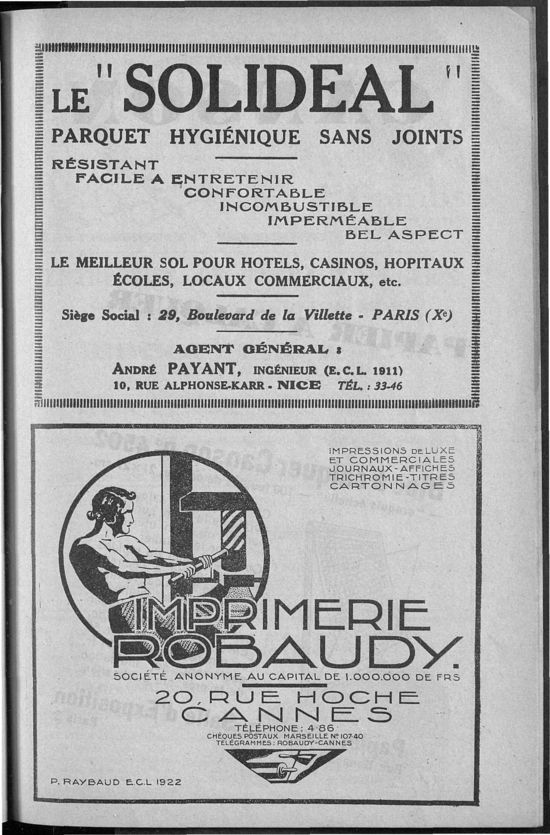 LE "SOLIDEAL"
PARQUET HYGIÉNIQUE SANS JOINTS
RÉSISTANT
FACILE A ENTRETENIR
CONFORTABLE
INCOMBUSTIBLE
IMPERMÉABLE
BEL ASPECT
LE MEILLEUR SOL POUR HOTELS, CASINOS, HOPITAUX
ÉCOLES, LOCAUX COMMERCIAUX, etc.
Siège Social : 29, Boulevard de la Villette - PARIS (Xe)
AGENT GÉNÉRAL :
ANDRÉ PAYANT, INGÉNIEUR (E.C.L. 1911)
10, RUE ALPHONSE-KARR - NICE TÉL. : 33-46
IMPRESSIONS DE LUXE
ET COMMERCIALES
JOURNAUX - AFFICHES
TRICHROMIE - TITRES
CARTONNAGES
IMPRIMERIE
ROBAUDY.
SOCIÉTÉ ANONYME AU CAPITAL DE 1.000.000 DE FRS
20, RUE HOCHE
CANNES
TÉLÉPHONE : 4-86
CHÈQUES POSTAUX MARSEILLE No 107-40
TÉLÉGRAMMES : ROBAUDY-CANNES
P. RAYBAUD E.C.L 1922